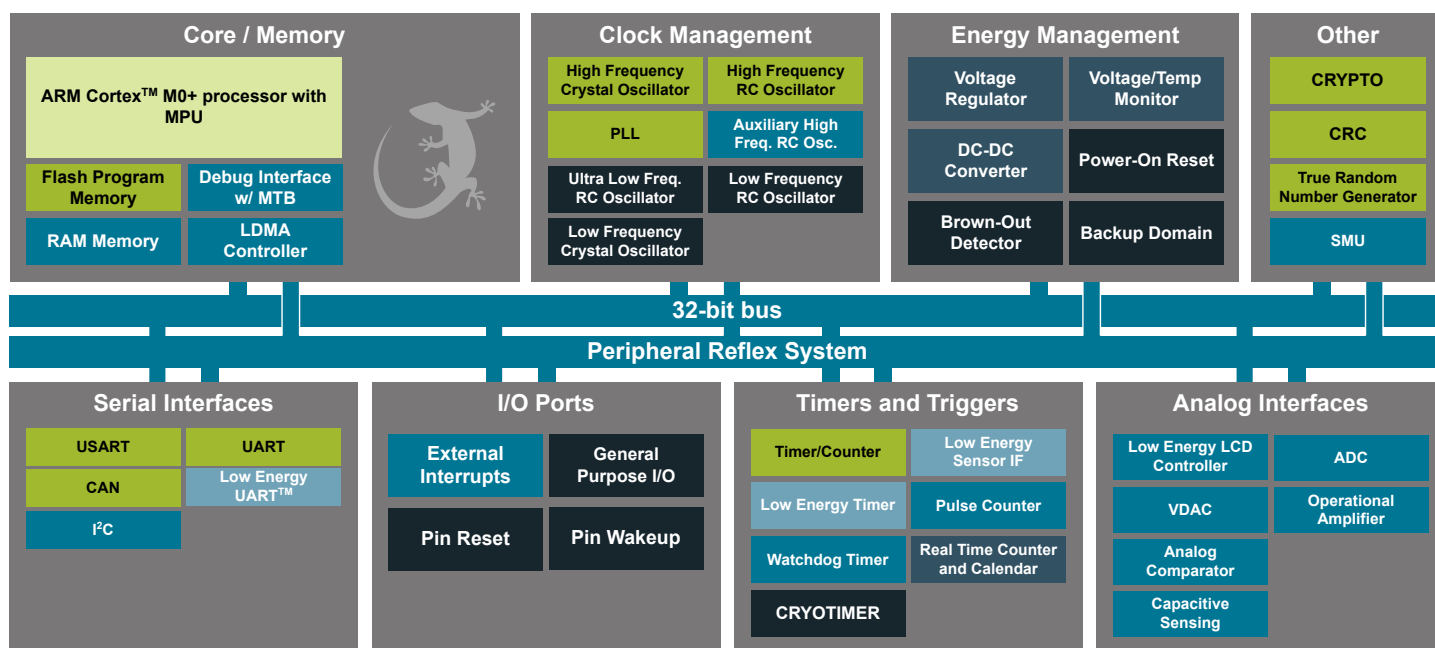 Core / Memory
ARM Cortex™ M0+ processor with
MPU
Flash Program
Memory
Debug Interface
w/ MTB
RAM Memory
LDMA
Controller
Clock Management
High Frequency
Crystal Oscillator
High Frequency
RC Oscillator
PLL
Auxiliary High
Freq. RC Osc.
Ultra Low Freq.
RC Oscillator
Low Frequency
RC Oscillator
Low Frequency
Crystal Oscillator
Energy Management
Voltage
Regulator
Voltage/Temp
Monitor
DC-DC
Converter
Power-On Reset
Brown-Out
Detector
Backup Domain
Other
CRYPTO
CRC
True Random
Number Generator
SMU
32-bit bus
Peripheral Reflex System
Serial Interfaces
USART
UART
CAN
Low Energy
UART™
I²C
I/O Ports
External
Interrupts
General
Purpose I/O
Pin Reset
Pin Wakeup
Timers and Triggers
Timer/Counter
Low Energy
Sensor IF
Low Energy Timer
Pulse Counter
Watchdog Timer
Real Time Counter
and Calendar
CRYOTIMER
Analog Interfaces
Low Energy LCD
Controller
ADC
VDAC
Operational
Amplifier
Analog
Comparator
Capacitive
Sensing